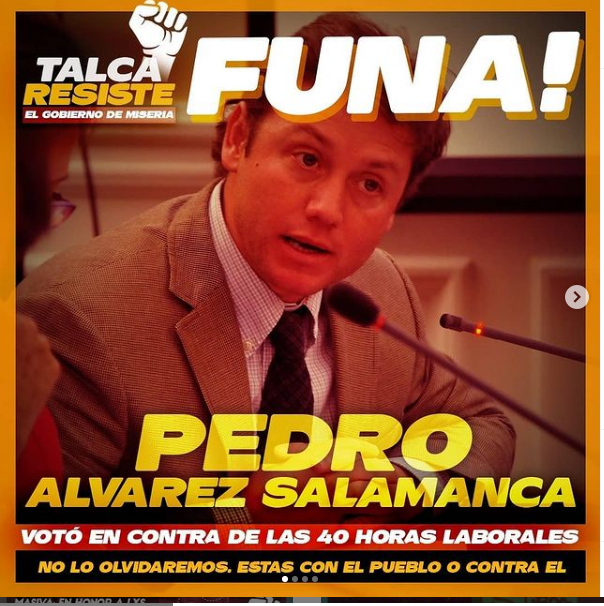 TALCA
RESISTE
EL GOBIERNO DE MISERIA
FUNA!
PEDRO
ALVAREZ SALAMANCA
VOTÓ EN CONTRA DE LAS 40 HORAS LABORALES
NO LO OLVIDAREMOS. ESTAS CON EL PUEBLO O CONTRA EL